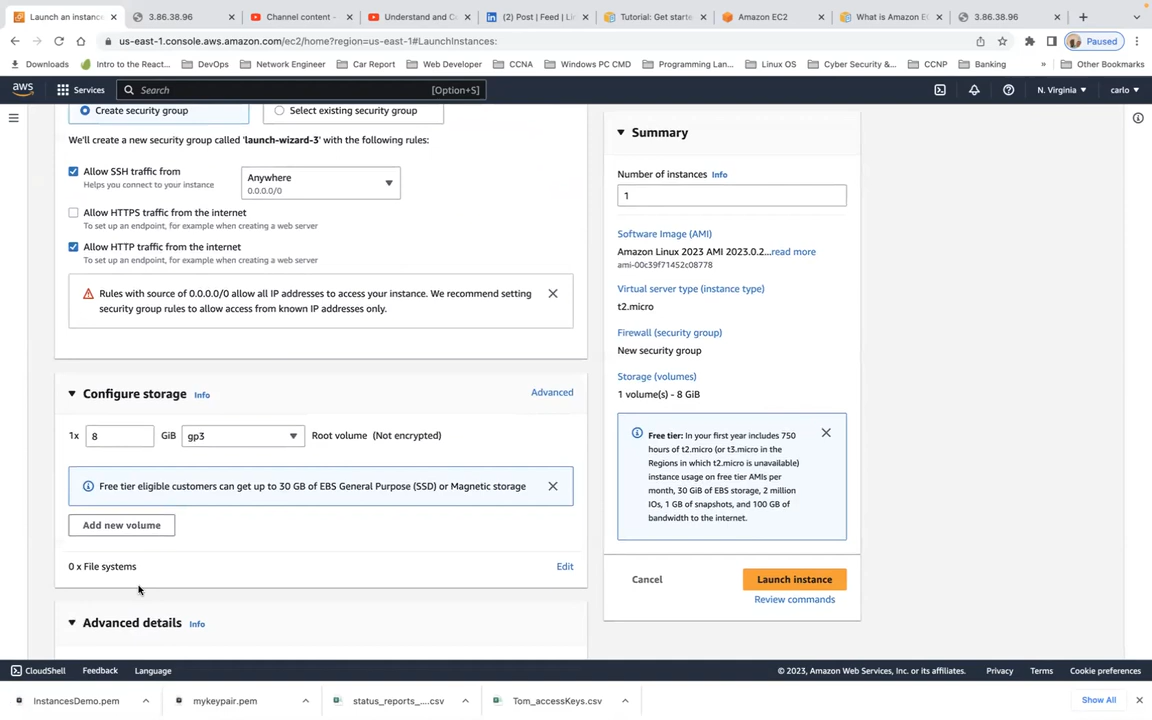 Launch an instance
3.86.38.96
Channel content -
Understand and C
(2) Post | Feed | Lin
Tutorial: Get starte
Amazon EC2
What is Amazon E
3.86.38.96
us-east-1.console.aws.amazon.com/ec2/home?region=us-east-1#LaunchInstances:
Paused
Downloads
Intro to the React...
DevOps
Network Engineer
Car Report
Web Developer
CCNA
Windows PC CMD
Programming Lan...
Linux OS
Cyber Security &...
CCNP
Banking
»
Other Bookmarks
aws
Services
Search
[Option+S]
N. Virginia
carlo
Create security group
Select existing security group
We'll create a new security group called 'launch-wizard-3' with the following rules:
Allow SSH traffic from
Helps you connect to your instance
Anywhere
0.0.0.0/0
Allow HTTPS traffic from the internet
To set up an endpoint, for example when creating a web server
Allow HTTP traffic from the internet
To set up an endpoint, for example when creating a web server
Rules with source of 0.0.0.0/0 allow all IP addresses to access your instance. We recommend setting
security group rules to allow access from known IP addresses only.
Configure storage Info
Advanced
1x 8 GiB gp3 Root volume (Not encrypted)
Free tier eligible customers can get up to 30 GB of EBS General Purpose (SSD) or Magnetic storage
Add new volume
0 x File systems
Edit
Advanced details Info
Summary
Number of instances Info
1
Software Image (AMI)
Amazon Linux 2023 AMI 2023.0.2...read more
ami-00c39f71452c08778
Virtual server type (instance type)
t2.micro
Firewall (security group)
New security group
Storage (volumes)
1 volume(s) - 8 GiB
Free tier: In your first year includes 750
hours of t2.micro (or t3.micro in the
Regions in which t2.micro is unavailable)
instance usage on free tier AMIs per
month, 30 GiB of EBS storage, 2 million
IOs, 1 GB of snapshots, and 100 GB of
bandwidth to the internet.
Cancel
Launch instance
Review commands
CloudShell
Feedback
Language
© 2023, Amazon Web Services, Inc. or its affiliates.
Privacy
Terms
Cookie preferences
InstancesDemo.pem
mykeypair.pem
status_reports_....csv
Tom_accessKeys.csv
Show All